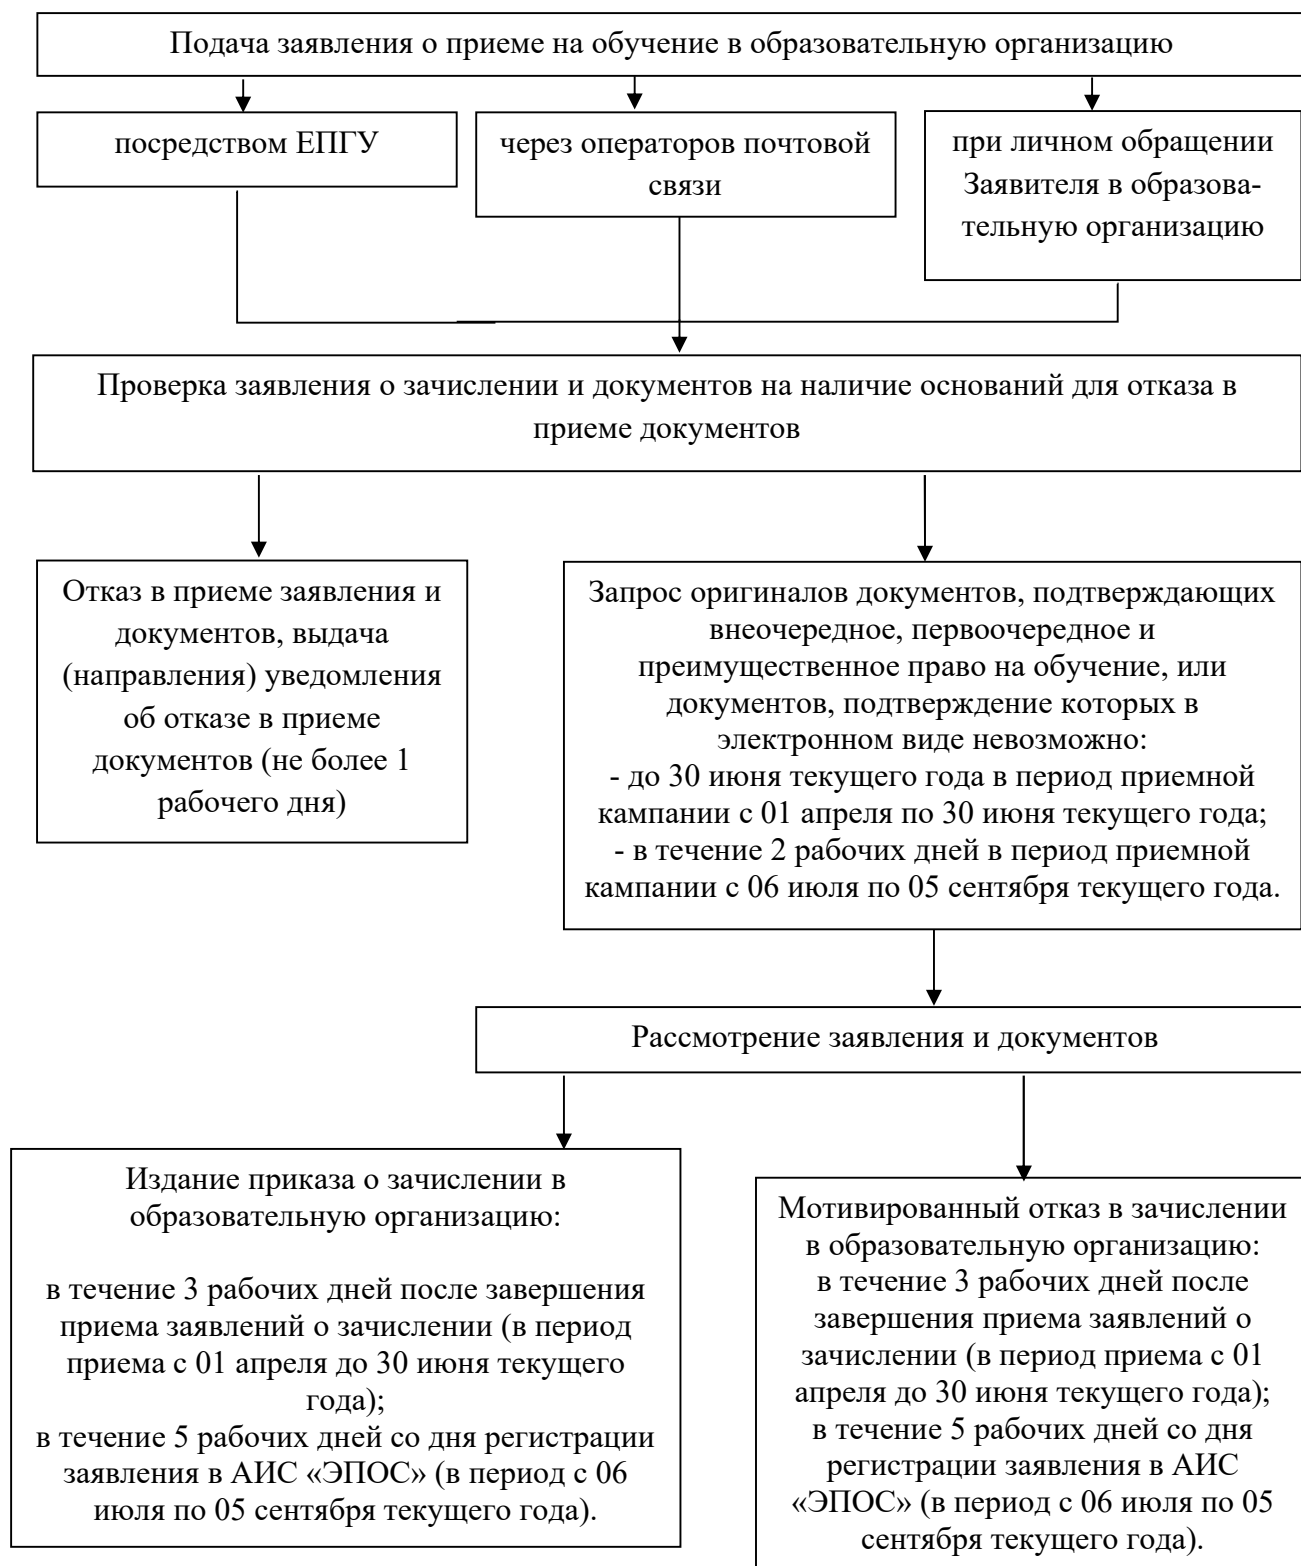 Подача заявления о приеме на обучение в образовательную организацию
посредством ЕПГУ
через операторов почтовой
связи
при личном обращении
Заявителя в образова-
тельную организацию
Проверка заявления о зачислении и документов на наличие оснований для отказа в
приеме документов
Отказ в приеме заявления и
документов, выдача
(направления) уведомления
об отказе в приеме
документов (не более 1
рабочего дня)
Запрос оригиналов документов, подтверждающих
внеочередное, первоочередное и
преимущественное право на обучение, или
документов, подтверждение которых в
электронном виде невозможно:
- до 30 июня текущего года в период приемной
кампании с 01 апреля по 30 июня текущего года;
- в течение 2 рабочих дней в период приемной
кампании с 06 июля по 05 сентября текущего года.
Рассмотрение заявления и документов
Издание приказа о зачислении в
образовательную организацию:
в течение 3 рабочих дней после завершения
приема заявлений о зачислении (в период
приема с 01 апреля до 30 июня текущего
года);
в течение 5 рабочих дней со дня регистрации
заявления в АИС «ЭПОС» (в период с 06
июля по 05 сентября текущего года).
Мотивированный отказ в зачислении
в образовательную организацию:
в течение 3 рабочих дней после
завершения приема заявлений о
зачислении (в период приема с 01
апреля до 30 июня текущего года);
в течение 5 рабочих дней со дня
регистрации заявления в АИС
«ЭПОС» (в период с 06 июля по 05
сентября текущего года).